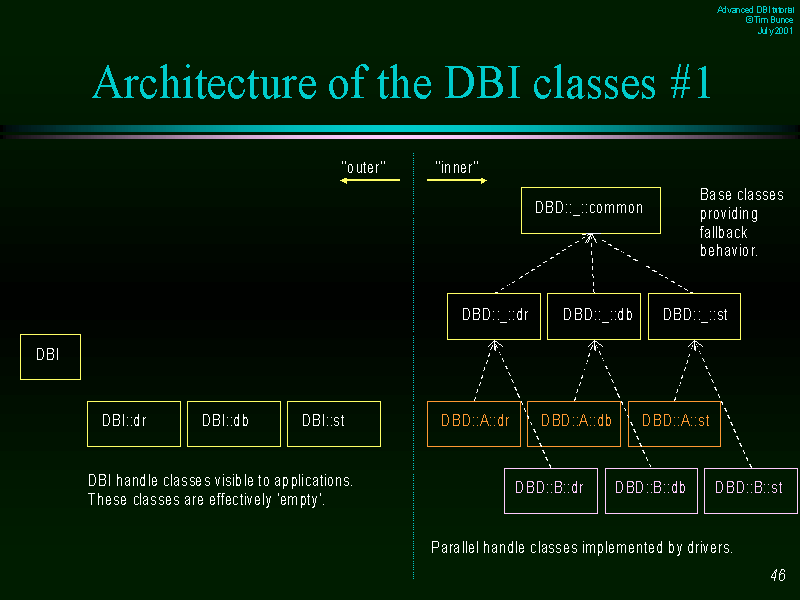 Advanced DBI tutorial
© Tim Bunce
July 2001
Architecture of the DBI classes #1
"outer"
"inner"
DBD::_::common
Base classes
providing
fallback
behavior.
DBD::_::dr
DBD::_::db
DBD::_::st
DBI
DBI::dr
DBI::db
DBI::st
DBD::A::dr
DBD::A::db
DBD::A::st
DBI handle classes visible to applications.
These classes are effectively 'empty'.
DBD::B::dr
DBD::B::db
DBD::B::st
Parallel handle classes implemented by drivers.
46